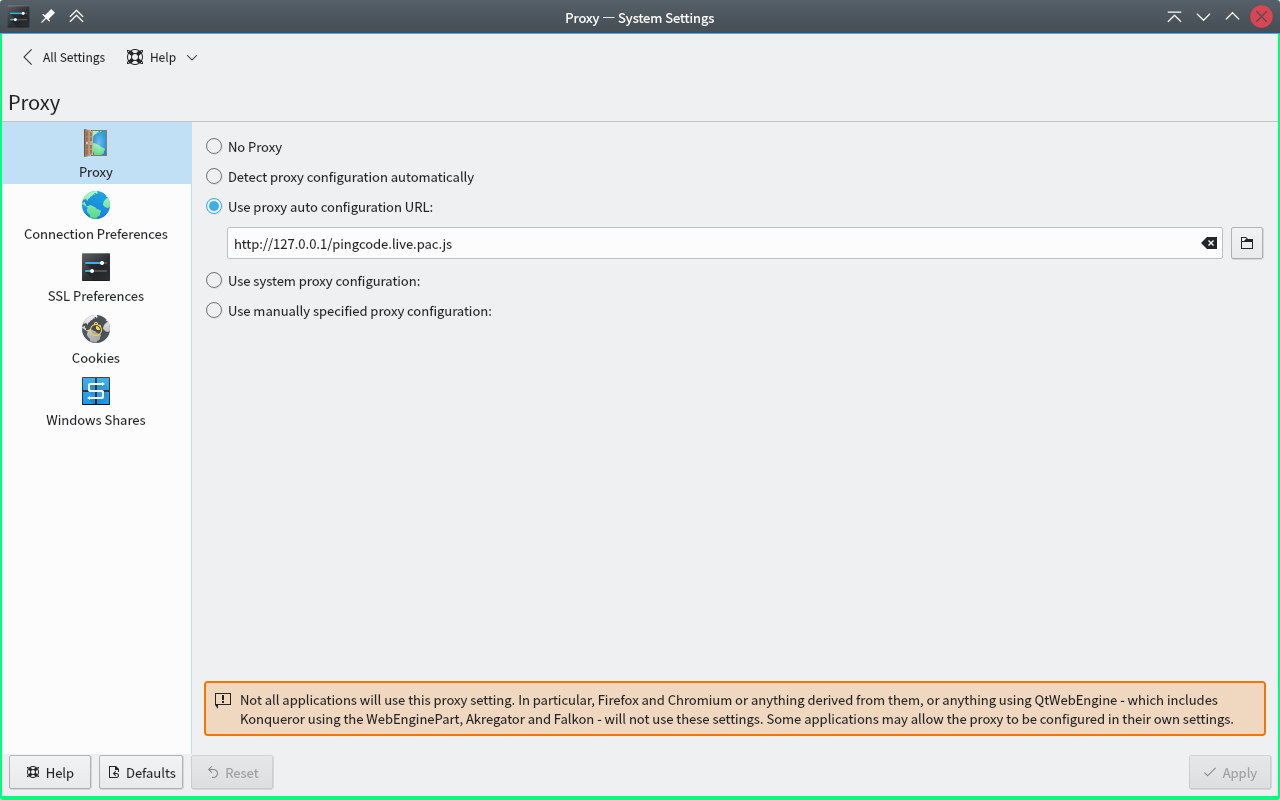 Proxy — System Settings
All Settings
Help
Proxy
Proxy
Connection Preferences
SSL Preferences
Cookies
Windows Shares
No Proxy
Detect proxy configuration automatically
Use proxy auto configuration URL:
http://127.0.0.1/pingcode.live.pac.js
Use system proxy configuration:
Use manually specified proxy configuration:
Not all applications will use this proxy setting. In particular, Firefox and Chromium or anything derived from them, or anything using QtWebEngine - which includes
Konqueror using the WebEnginePart, Akregator and Falkon - will not use these settings. Some applications may allow the proxy to be configured in their own settings.
Help
Defaults
Reset
Apply